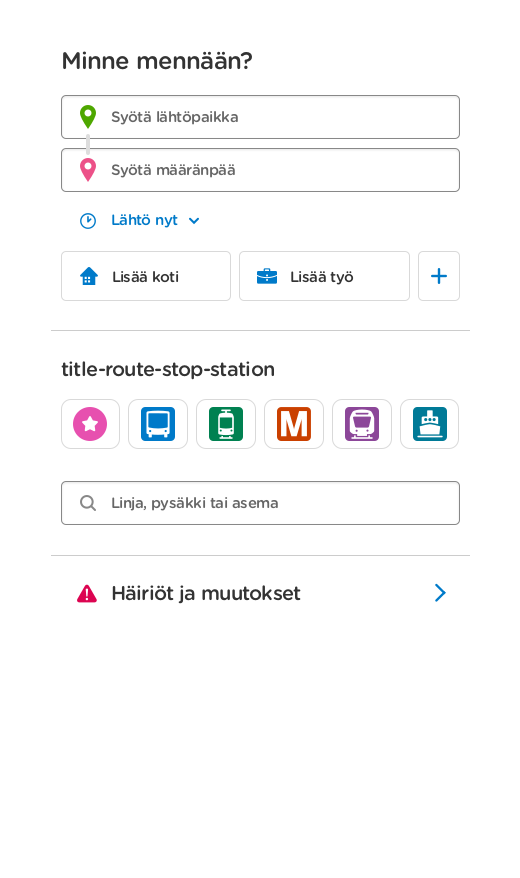 Minne mennään?
Syötä lähtöpaikka
Syötä määränpää
Lähtö nyt
Lisää koti
Lisää työ
title-route-stop-station
M
Linja, pysäkki tai asema
Häiriöt ja muutokset